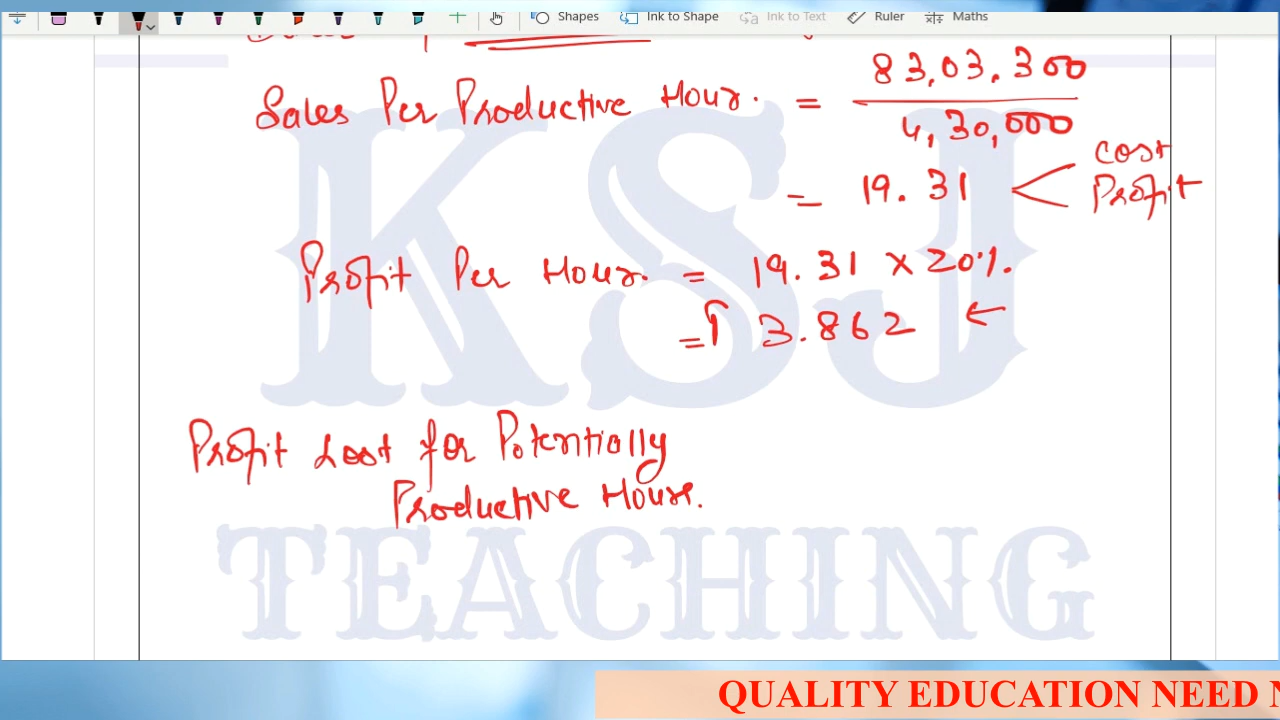 Shapes Ink to Shape Ink to Text Ruler Maths
Sales Per Productive Hour. = 83,03,300
4,30,000
= 19.31 < Cost
Profit
Profit Per Hour. = 19.31 x 20%.
= 3.862 ←
Profit Lost for Potentially
Productive Hours.
KSJ
TEACHING
QUALITY EDUCATION NEED N